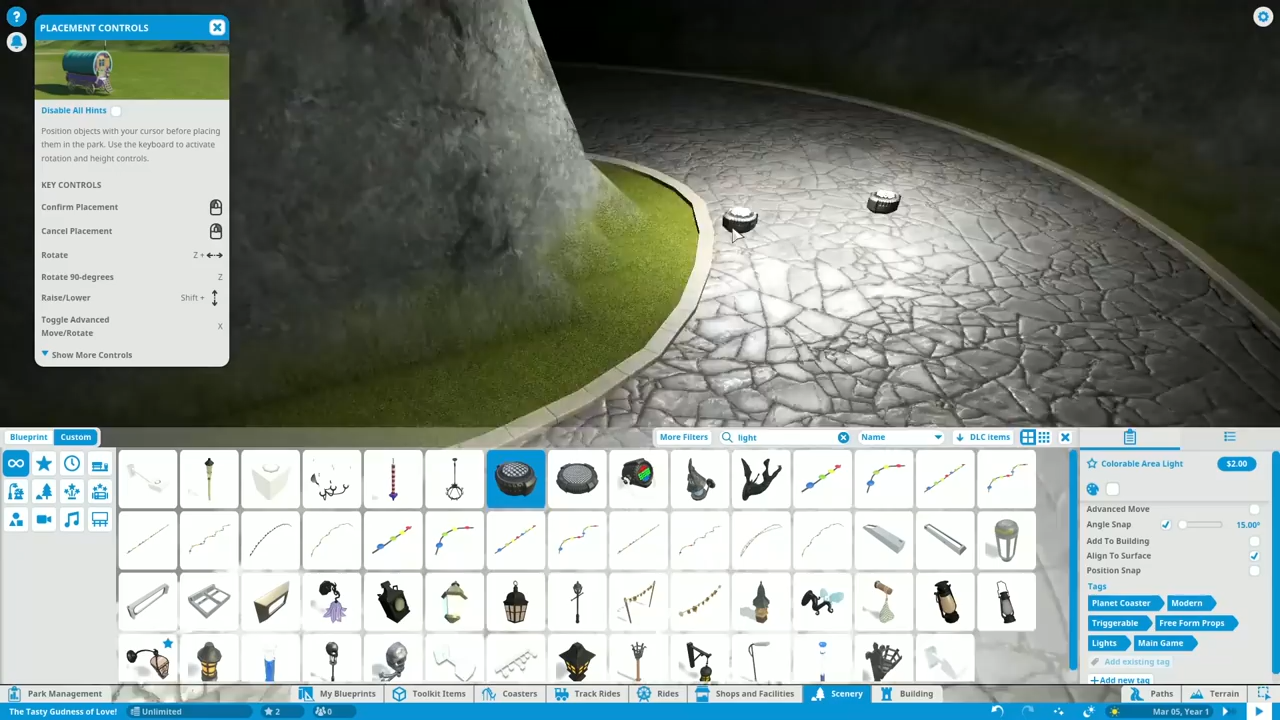 ?
PLACEMENT CONTROLS
Disable All Hints
Position objects with your cursor before placing
them in the park. Use the keyboard to activate
rotation and height controls.
KEY CONTROLS
Confirm Placement
Cancel Placement
Rotate Z +
Rotate 90-degrees Z
Raise/Lower Shift +
Toggle Advanced
Move/Rotate X
Show More Controls
Blueprint Custom More Filters light Name DLC items
Colorable Area Light $2.00
Advanced Move
Angle Snap 15.00°
Add To Building
Align To Surface
Position Snap
Tags
Planet Coaster Modern
Triggerable Free Form Props
Lights Main Game
Add existing tag
+Add new tag
Park Management My Blueprints Toolkit Items Coasters Track Rides Rides Shops and Facilities Scenery Building Paths Terrain
The Tasty Gudness of Love! Unlimited 2 0 Mar 05, Year 1